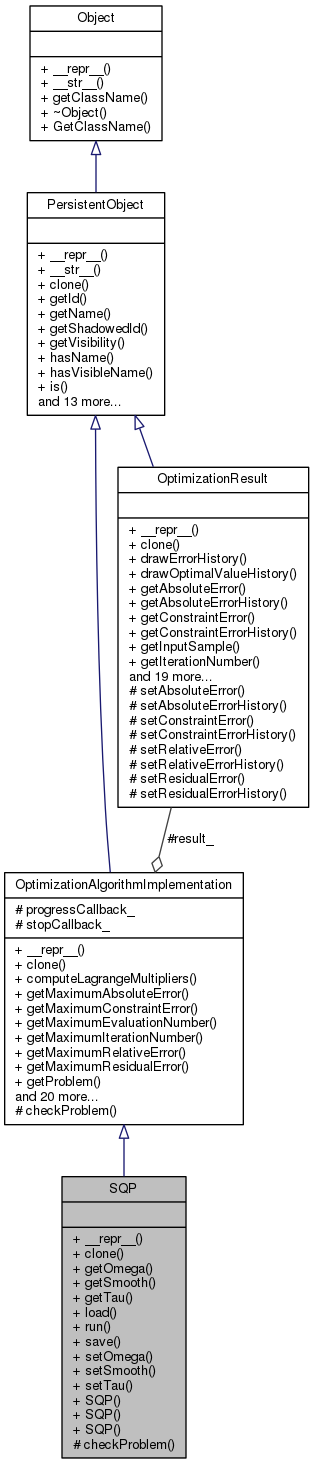 Object
+ __repr__()
+ __str__()
+ getClassName()
+ ~Object()
+ GetClassName()
PersistentObject
+ __repr__()
+ __str__()
+ clone()
+ getId()
+ getName()
+ getShadowedId()
+ getVisibility()
+ hasName()
+ hasVisibleName()
+ is()
and 13 more...
OptimizationResult
+ __repr__()
+ clone()
+ drawErrorHistory()
+ drawOptimalValueHistory()
+ getAbsoluteError()
+ getAbsoluteErrorHistory()
+ getConstraintError()
+ getConstraintErrorHistory()
+ getInputSample()
+ getIterationNumber()
and 19 more...
# setAbsoluteError()
# setAbsoluteErrorHistory()
# setConstraintError()
# setConstraintErrorHistory()
# setRelativeError()
# setRelativeErrorHistory()
# setResidualError()
# setResidualErrorHistory()
#result_
OptimizationAlgorithmImplementation
# progressCallback_
# stopCallback_
+ __repr__()
+ clone()
+ computeLagrangeMultipliers()
+ getMaximumAbsoluteError()
+ getMaximumConstraintError()
+ getMaximumEvaluationNumber()
+ getMaximumIterationNumber()
+ getMaximumRelativeError()
+ getMaximumResidualError()
+ getProblem()
and 20 more...
# checkProblem()
SQP
+ __repr__()
+ clone()
+ getOmega()
+ getSmooth()
+ getTau()
+ load()
+ run()
+ save()
+ setOmega()
+ setSmooth()
+ setTau()
+ SQP()
+ SQP()
+ SQP()
# checkProblem()